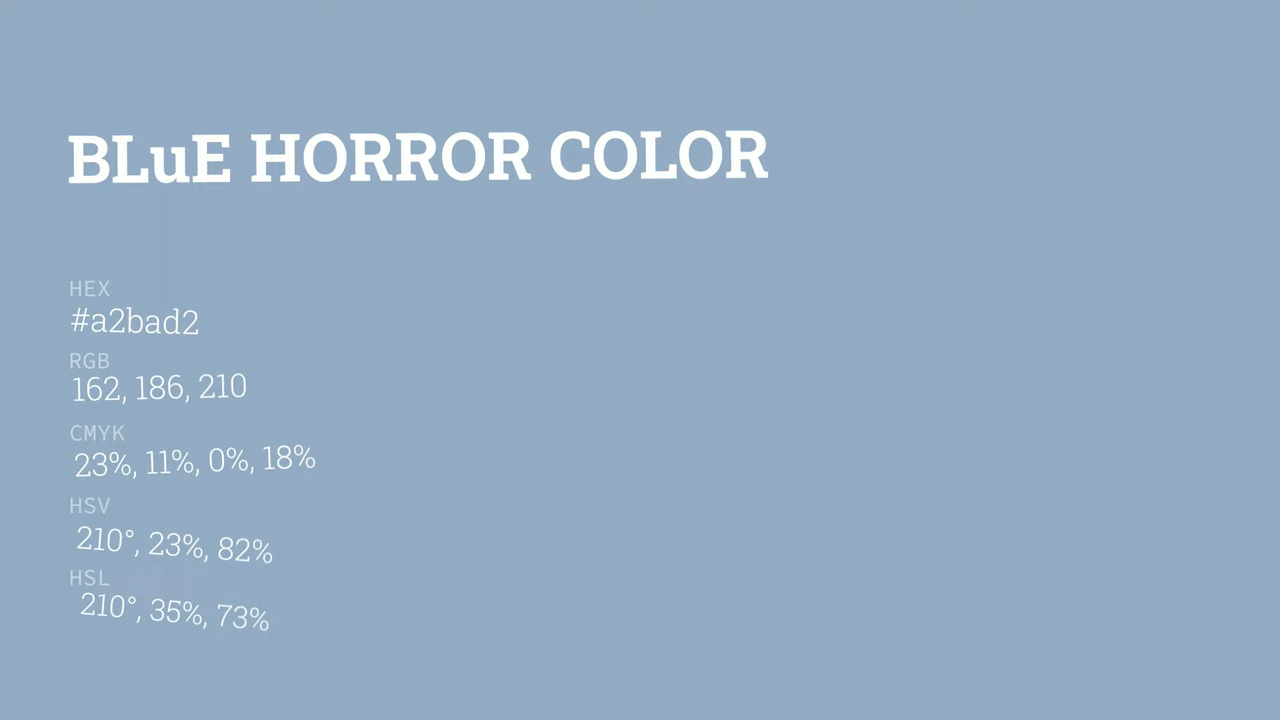 BLuE HORROR COLOR
HEX
#a2bad2
RGB
162, 186, 210
CMYK
23%, 11%, 0%, 18%
HSV
210°, 23%, 82%
HSL
210°, 35%, 73%